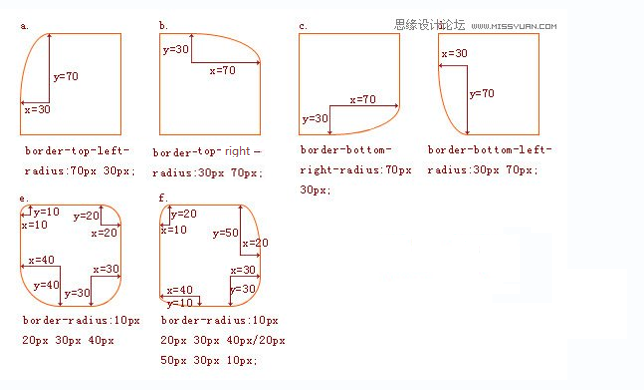 思缘设计论坛 WWW.MISSYUAN.COM
a.
b.
c.
d.
y=70
x=30
y=30
x=70
x=70
y=30
x=30
y=70
border-top-left-
radius:70px 30px;
border-top-right-
radius:30px 70px;
border-bottom-
right-radius:70px
30px;
border-bottom-left-
radius:30px 70px;
e.
f.
y=10
x=10
y=20
x=20
x=40
y=40
x=30
y=30
y=20
x=10
y=50
x=20
x=40
y=10
x=30
y=30
border-radius:10px
20px 30px 40px
border-radius:10px
20px 30px 40px/20px
50px 30px 10px;